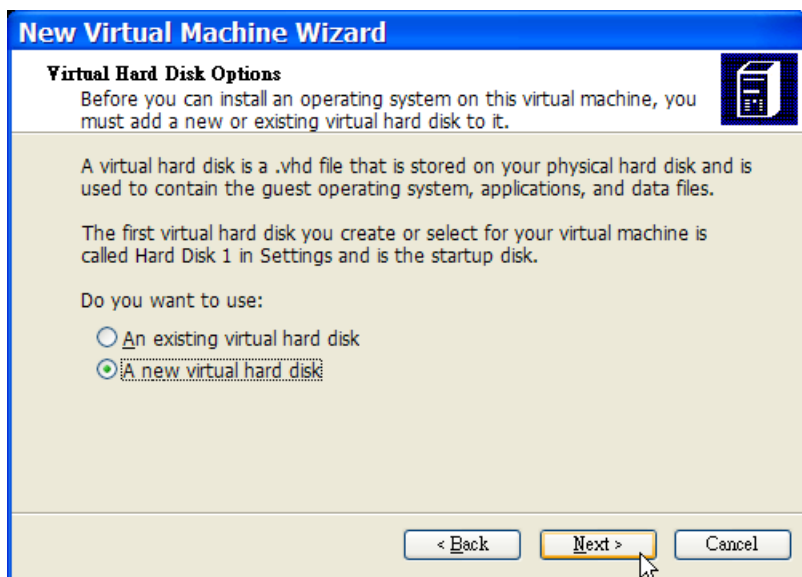 New Virtual Machine Wizard
Virtual Hard Disk Options
Before you can install an operating system on this virtual machine, you
must add a new or existing virtual hard disk to it.
A virtual hard disk is a .vhd file that is stored on your physical hard disk and is
used to contain the guest operating system, applications, and data files.
The first virtual hard disk you create or select for your virtual machine is
called Hard Disk 1 in Settings and is the startup disk.
Do you want to use:
An existing virtual hard disk
A new virtual hard disk
< Back
Next >
Cancel